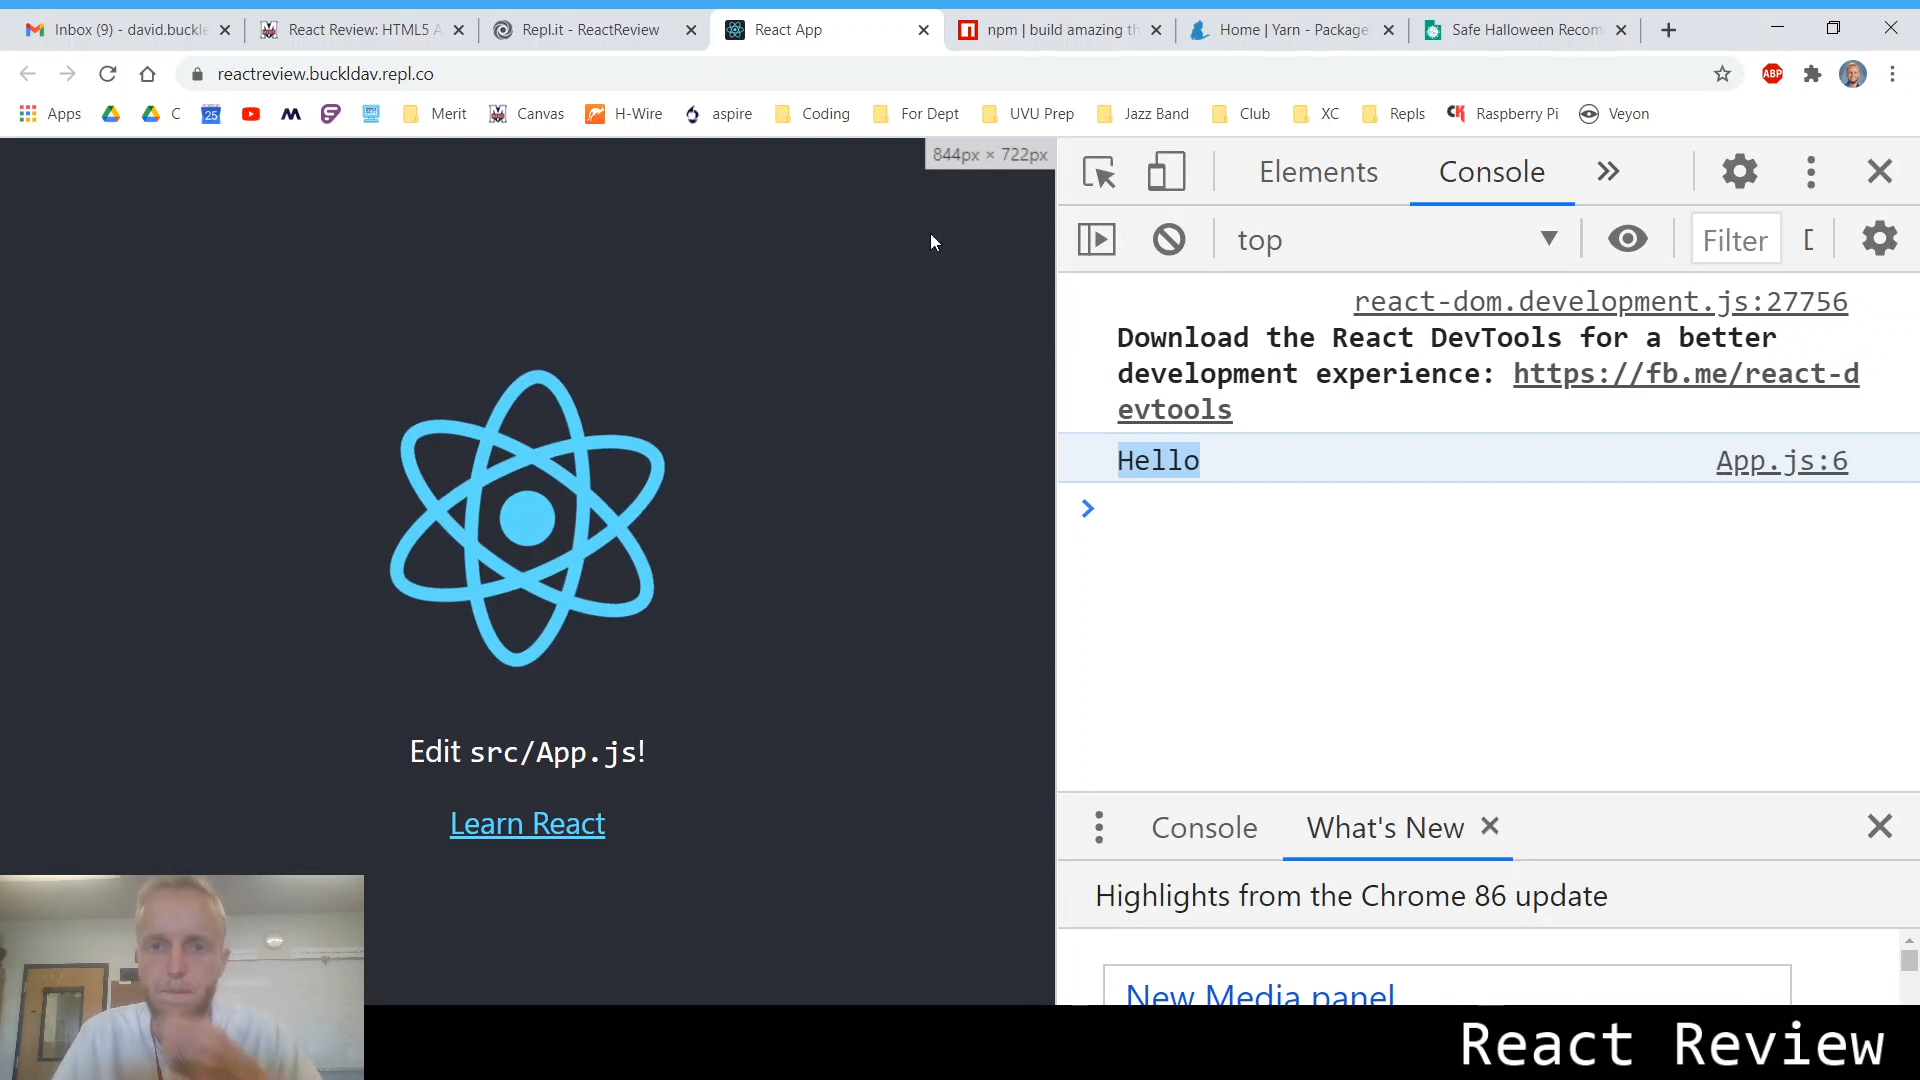 Inbox (9) - david.buckle
React Review: HTML5 A
Repl.it - ReactReview
React App
npm | build amazing th
Home | Yarn - Package
Safe Halloween Recom
reactreview.buckldav.repl.co
ABP
Apps
C
25
Merit
Canvas
H-Wire
aspire
Coding
For Dept
UVU Prep
Jazz Band
Club
XC
Repls
Raspberry Pi
Veyon
844px × 722px
Elements
Console
top
Filter
react-dom.development.js:27756
Download the React DevTools for a better
development experience: https://fb.me/react-d
evtools
Hello
App.js:6
Edit src/App.js!
Learn React
Console
What's New
Highlights from the Chrome 86 update
New Media panel
React Review